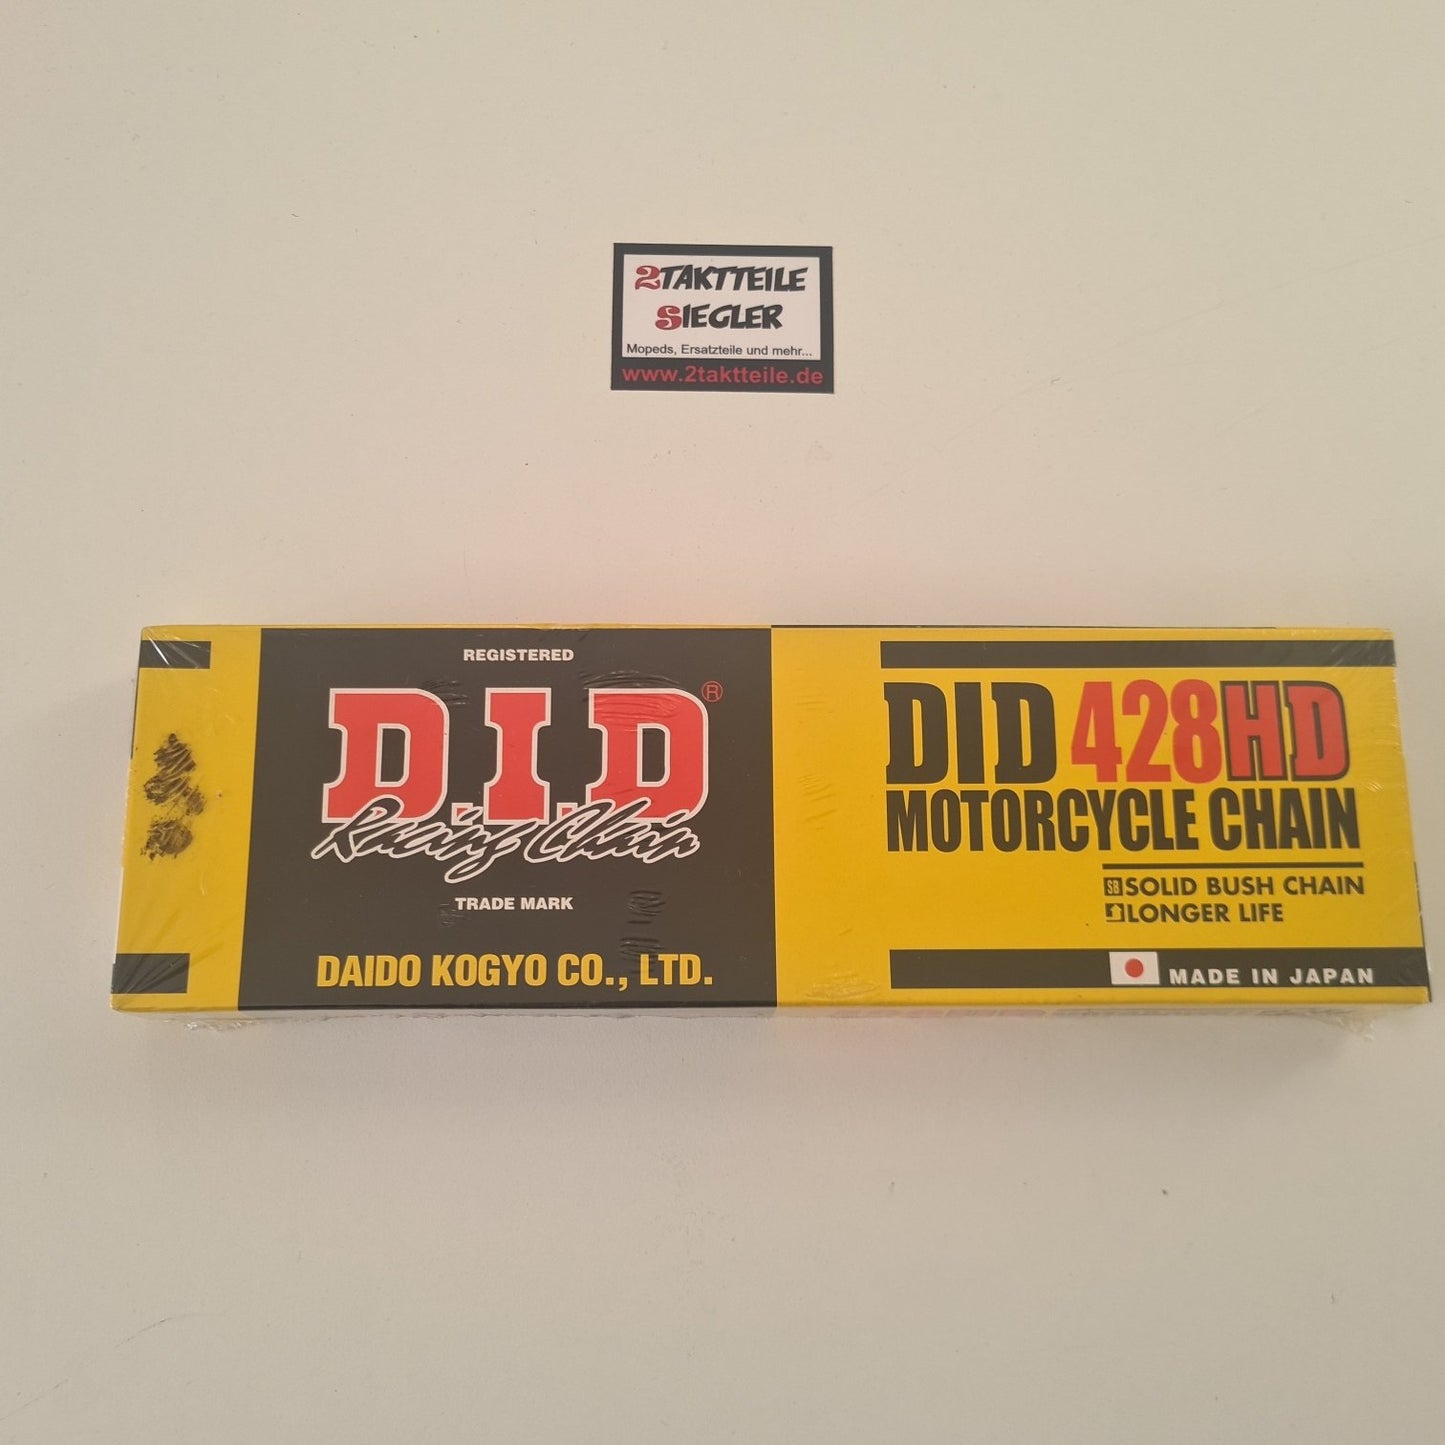 2TAKTTEILE
SIEGLER
Mopeds, Ersatzteile und mehr...
www.2taktteile.de
REGISTERED
D.I.D®
Racing Chain
TRADE MARK
DAIDO KOGYO CO., LTD.
DID 428HD
MOTORCYCLE CHAIN
SB SOLID BUSH CHAIN
LONGER LIFE
MADE IN JAPAN